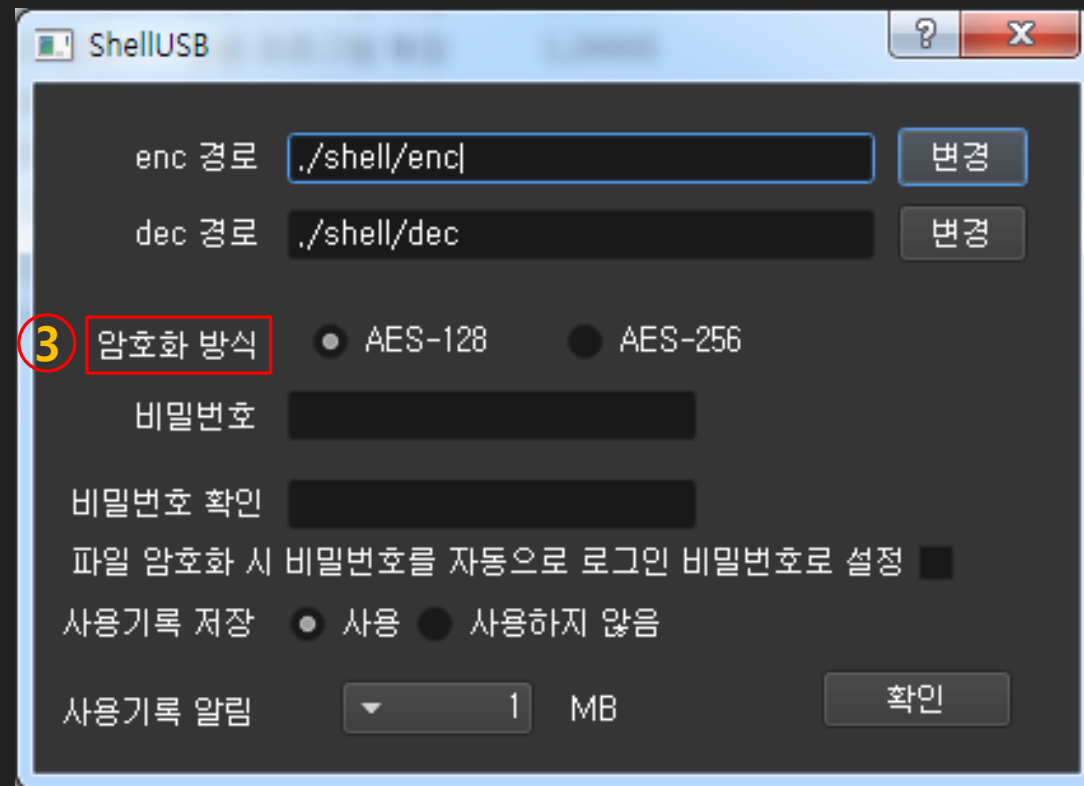 ShellUSB
enc 경로 ./shell/enc 변경
dec 경로 ./shell/dec 변경
③ 암호화 방식 AES-128 AES-256
비밀번호
비밀번호 확인
파일 암호화 시 비밀번호를 자동으로 로그인 비밀번호로 설정
사용기록 저장 사용 사용하지 않음
사용기록 알림 1 MB 확인